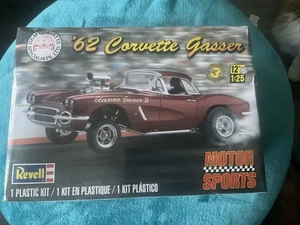 '62 Corvette Gasser
3
12+
1:25
Revell
MOTOR
SPORTS
1 PLASTIC KIT / 1 KIT EN PLASTIQUE / 1 KIT PLÁSTICO